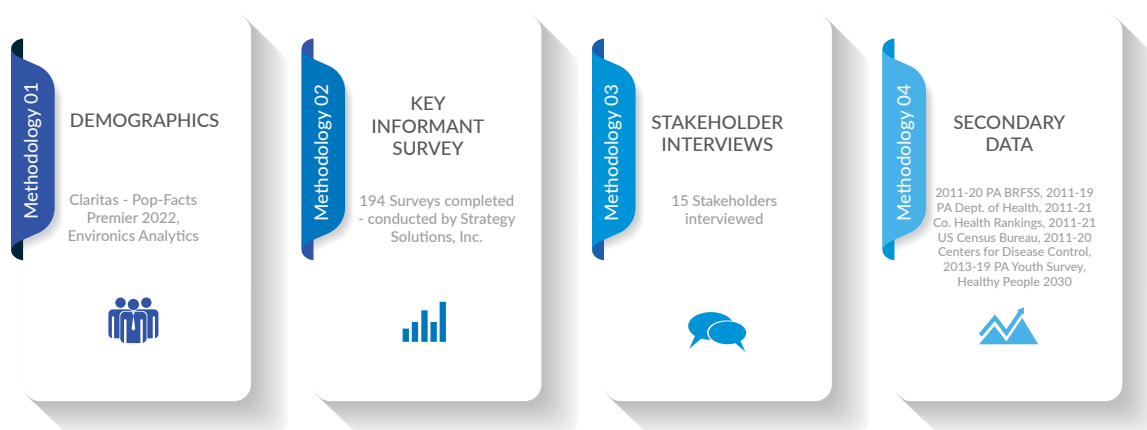 Methodology 01
DEMOGRAPHICS
Claritas - Pop-Facts
Premier 2022,
Environics Analytics
Methodology 02
KEY
INFORMANT
SURVEY
194 Surveys completed
- conducted by Strategy
Solutions, Inc.
Methodology 03
STAKEHOLDER
INTERVIEWS
15 Stakeholders
interviewed
Methodology 04
SECONDARY
DATA
2011-20 PA BRFSS, 2011-19
PA Dept. of Health, 2011-21
Co. Health Rankings, 2011-21
US Census Bureau, 2011-20
Centers for Disease Control,
2013-19 PA Youth Survey,
Healthy People 2030